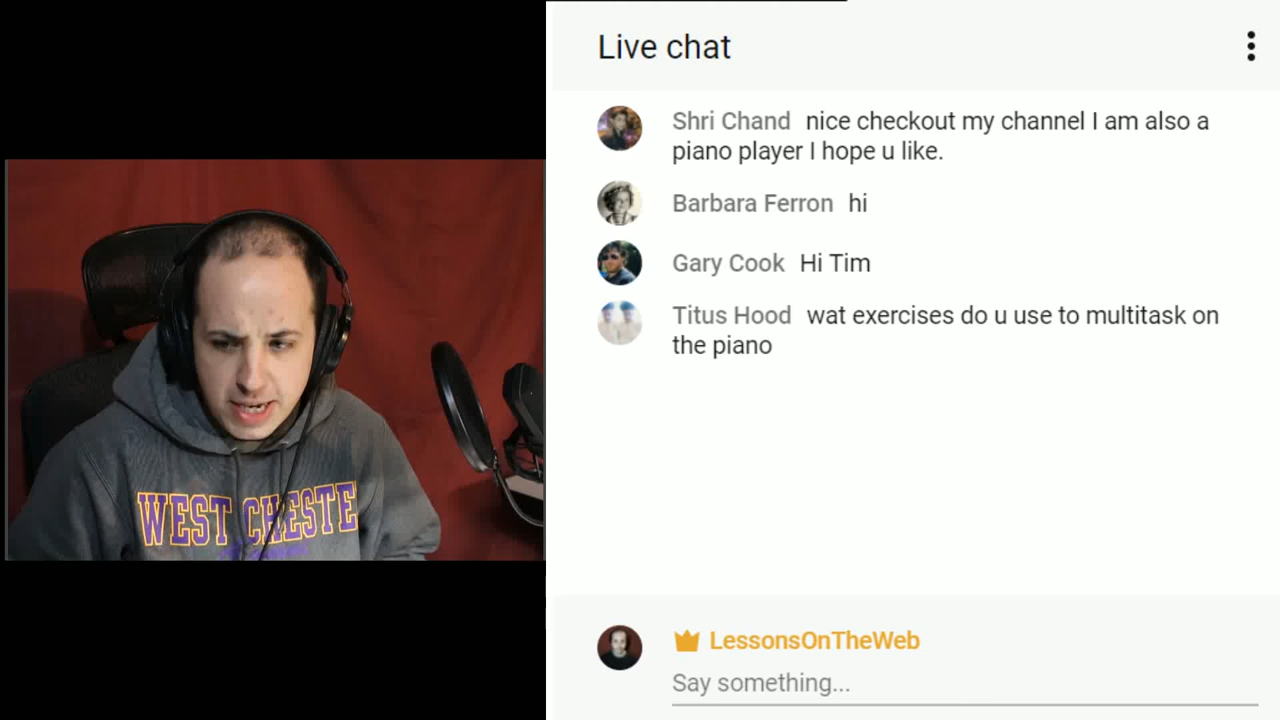 Live chat
Shri Chand nice checkout my channel I am also a
piano player I hope u like.
Barbara Ferron hi
Gary Cook Hi Tim
Titus Hood wat exercises do u use to multitask on
the piano
LessonsOnTheWeb
Say something...
WEST CHESTE